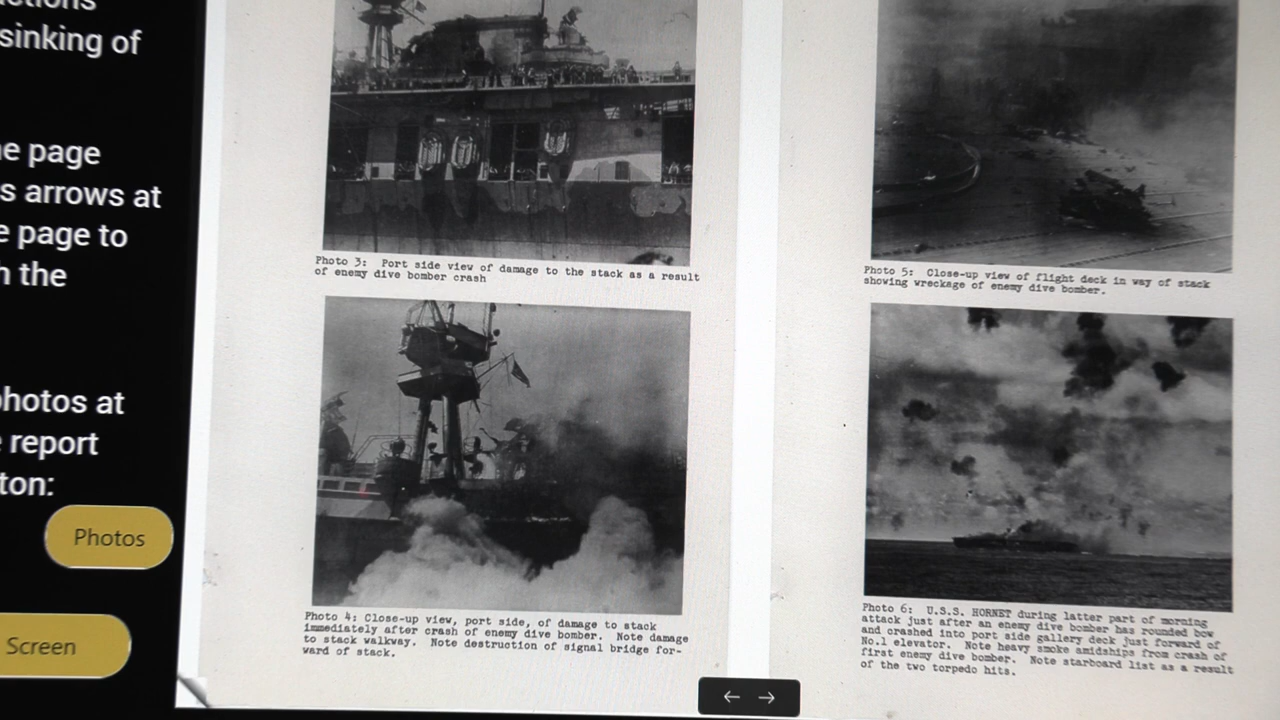 sinking of
e page
s arrows at
e page to
h the
photos at
e report
ton:
Photos
Screen
Photo 3: Port side view of damage to the stack as a result
of enemy dive bomber crash
Photo 4: Close-up view, port side, of damage to stack
immediately after crash of enemy dive bomber. Note damage
to stack walkway. Note destruction of signal bridge for-
ward of stack.
Photo 5: Close-up view of flight deck in way of stack
showing wreckage of enemy dive bomber.
Photo 6: U.S.S. HORNET during latter part of morning
attack just after an enemy dive bomber has rounded bow
and crashed into port side gallery deck just forward of
No.1 elevator. Note heavy smoke amidships from crash of
first enemy dive bomber. Note starboard list as a result
of the two torpedo hits.